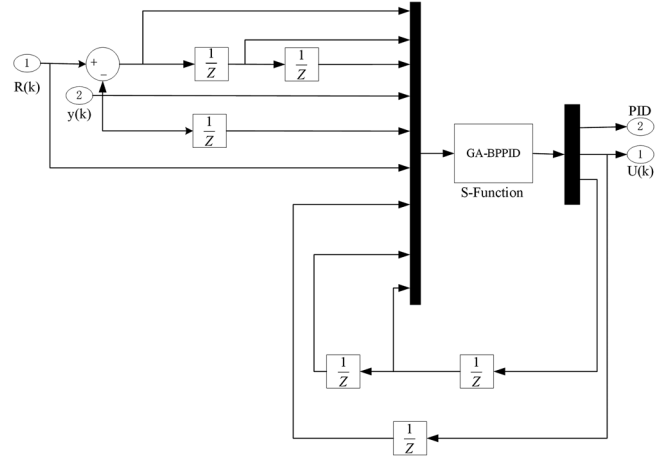 1
R(k)
+
−
1
Z
1
Z
2
y(k)
1
Z
GA-BPPID
S-Function
PID
2
1
U(k)
1
Z
1
Z
1
Z